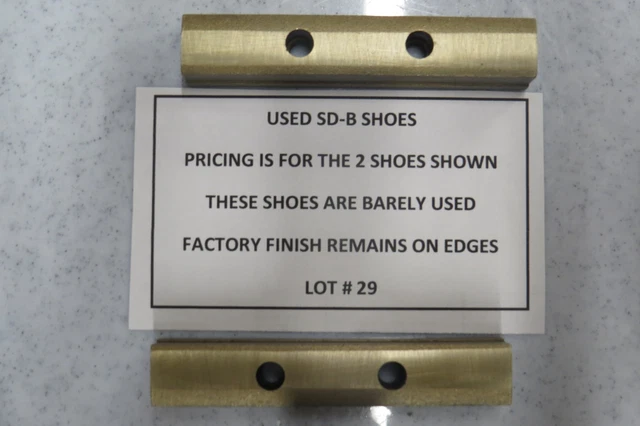 USED SD-B SHOES
PRICING IS FOR THE 2 SHOES SHOWN
THESE SHOES ARE BARELY USED
FACTORY FINISH REMAINS ON EDGES
LOT # 29